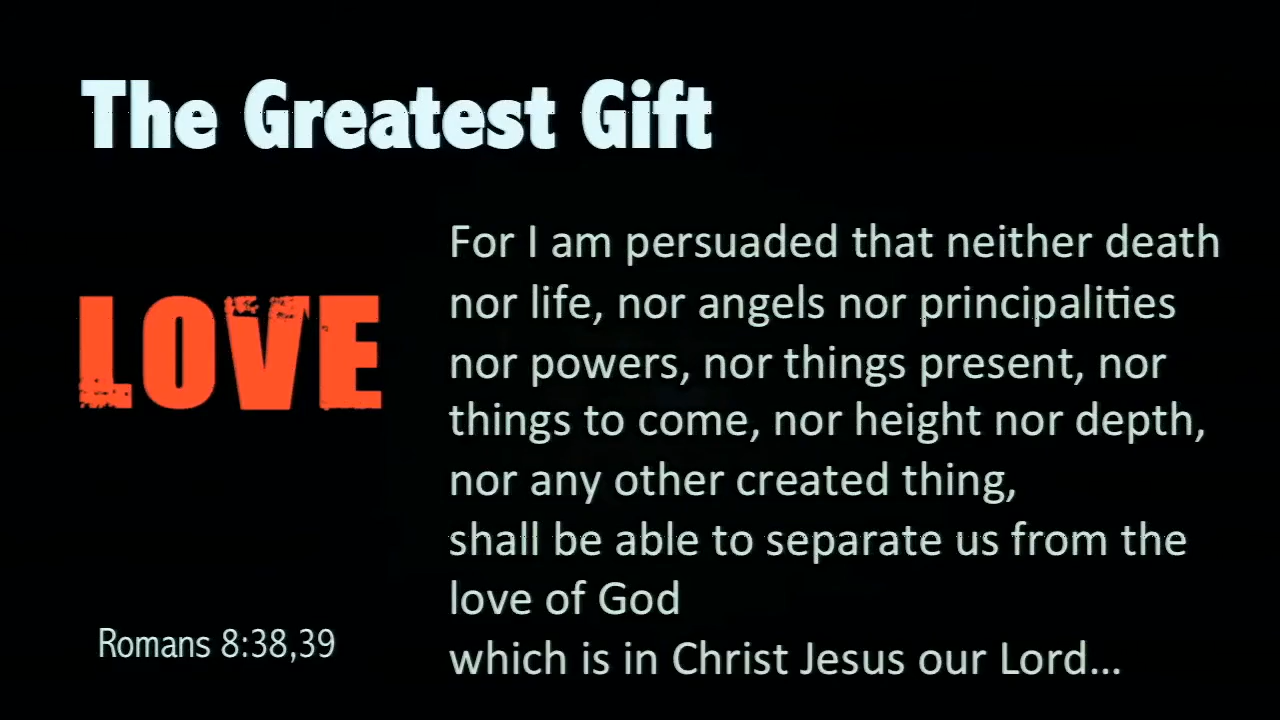 The Greatest Gift
LOVE
For I am persuaded that neither death
nor life, nor angels nor principalities
nor powers, nor things present, nor
things to come, nor height nor depth,
nor any other created thing,
shall be able to separate us from the
love of God
which is in Christ Jesus our Lord...
Romans 8:38,39